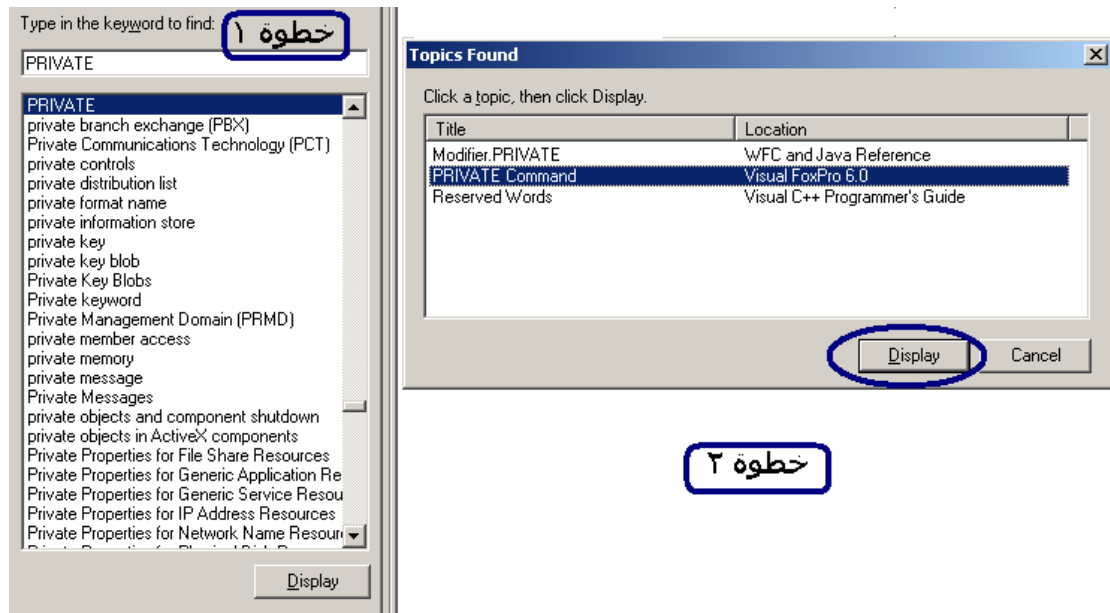 Type in the keyword to find:
خطوة ١
PRIVATE
PRIVATE
private branch exchange (PBX)
Private Communications Technology (PCT)
private controls
private distribution list
private format name
private information store
private key
private key blob
Private Key Blobs
Private keyword
Private Management Domain (PRMD)
private member access
private memory
private message
Private Messages
private objects and component shutdown
private objects in ActiveX components
Private Properties for File Share Resources
Private Properties for Generic Application Re
Private Properties for Generic Service Resou
Private Properties for IP Address Resources
Private Properties for Network Name Resour
Display
Topics Found
Click a topic, then click Display.
Title Location
Modifier.PRIVATE WFC and Java Reference
PRIVATE Command Visual FoxPro 6.0
Reserved Words Visual C++ Programmer's Guide
Display Cancel
خطوة ٢